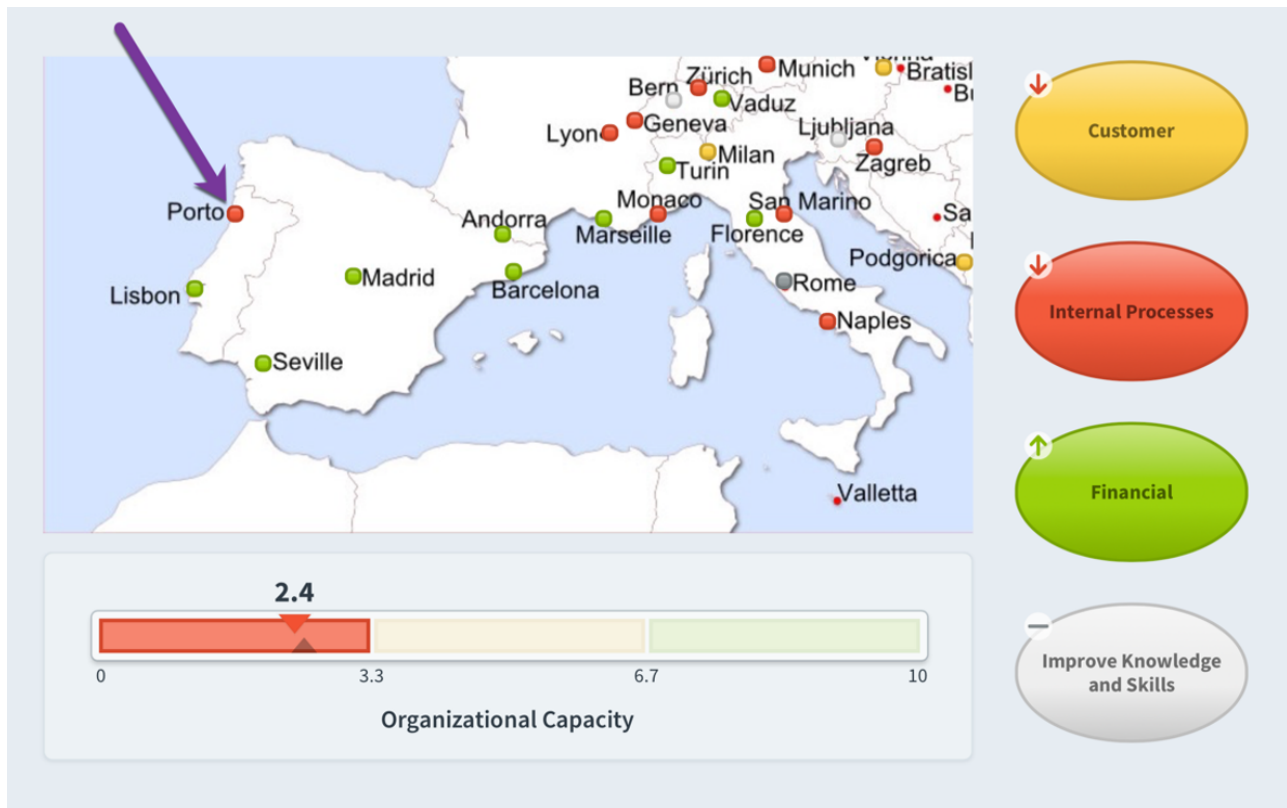 Zürich
Munich
Bern
Vaduz
Geneva
Lyon
Ljubljana
Milan
Zagreb
Turin
Monaco
San Marino
Porto
Andorra
Marseille
Florence
Podgorica
Madrid
Rome
Lisbon
Barcelona
Naples
Seville
Valletta
Customer
Internal Processes
Financial
Improve Knowledge
and Skills
2.4
0
3.3
6.7
10
Organizational Capacity